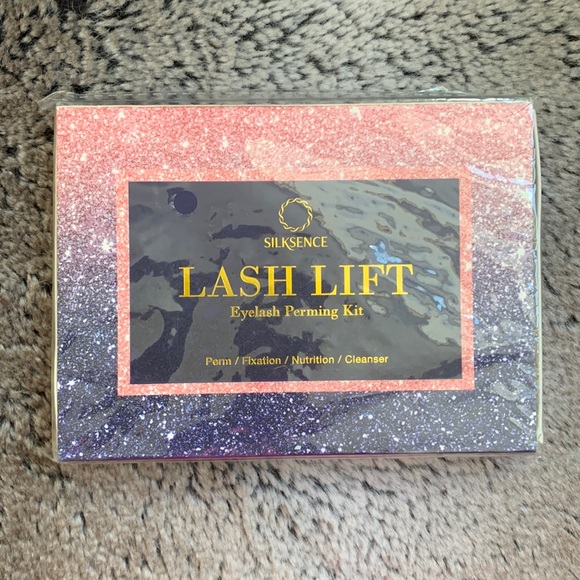 SILKSENCE
LASH LIFT
Eyelash Perming Kit
Perm / Fixation / Nutrition / Cleanser